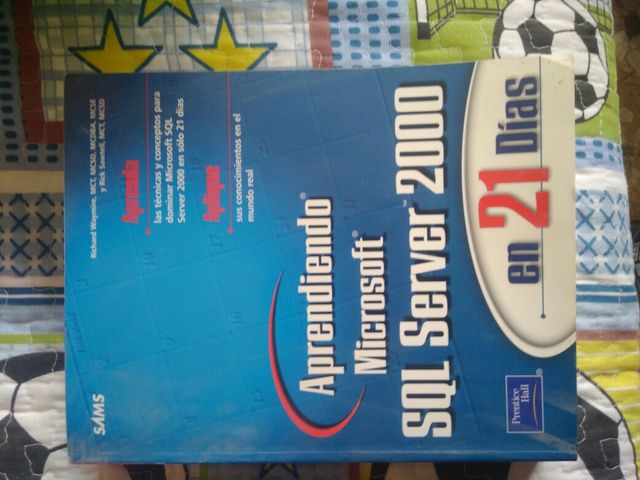 Richard Waymire, MCT, MCSD, MCDBA, MCSE
y Rick Sawtell, MCT, MCSD
Aprenda
las técnicas y conceptos para
dominar Microsoft SQL
Server 2000 en sólo 21 días
Aplique
sus conocimientos en el
mundo real
Aprendiendo®
Microsoft®
SQL Server™ 2000
en 21 Días
SAMS
Prentice
Hall
®